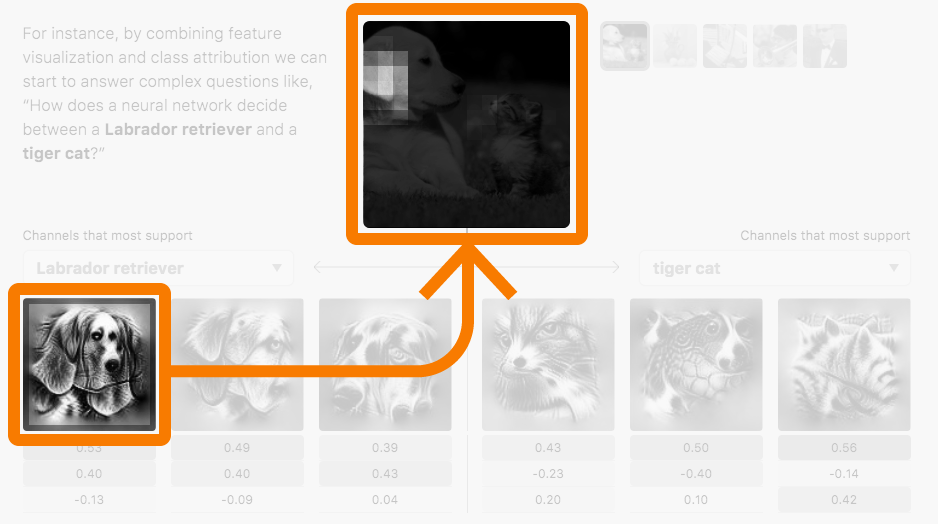 For instance, by combining feature
visualization and class attribution we can
start to answer complex questions like,
“How does a neural network decide
between a Labrador retriever and a
tiger cat?”
Channels that most support
Channels that most support
Labrador retriever
tiger cat
0.53 0.49 0.39 0.43 0.50 0.56
0.40 0.40 0.43 -0.23 -0.40 -0.14
-0.13 -0.09 0.04 0.20 0.10 0.42